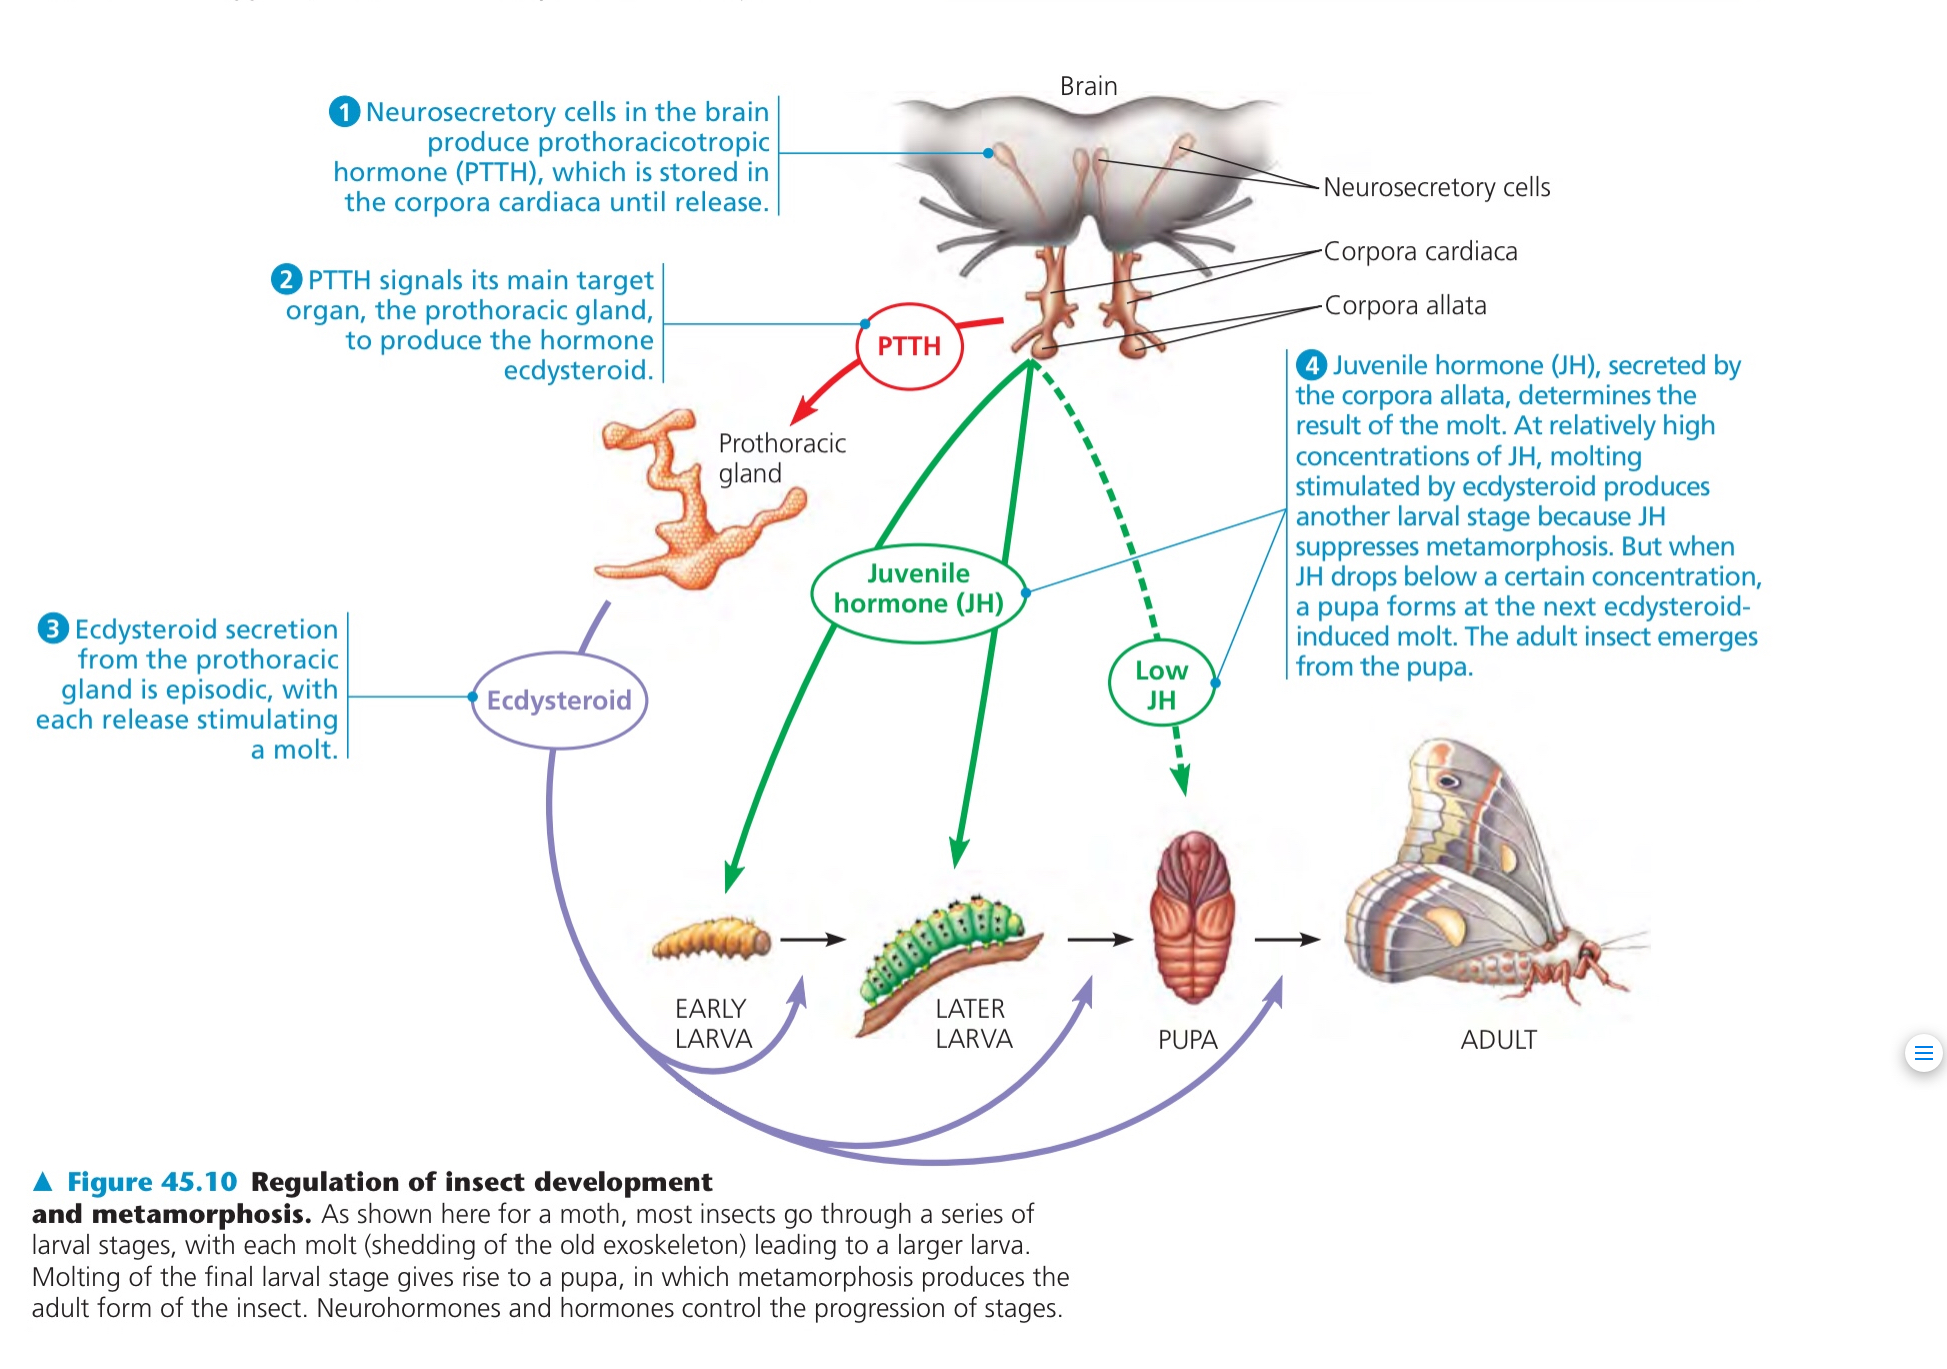 Brain
1 Neurosecretory cells in the brain
produce prothoracicotropic
hormone (PTTH), which is stored in
the corpora cardiaca until release.
Neurosecretory cells
Corpora cardiaca
Corpora allata
2 PTTH signals its main target
organ, the prothoracic gland,
to produce the hormone
ecdysteroid.
PTTH
Prothoracic
gland
4 Juvenile hormone (JH), secreted by
the corpora allata, determines the
result of the molt. At relatively high
concentrations of JH, molting
stimulated by ecdysteroid produces
another larval stage because JH
suppresses metamorphosis. But when
JH drops below a certain concentration,
a pupa forms at the next ecdysteroid-
induced molt. The adult insect emerges
from the pupa.
Juvenile
hormone (JH)
3 Ecdysteroid secretion
from the prothoracic
gland is episodic, with
each release stimulating
a molt.
Ecdysteroid
Low
JH
EARLY
LARVA
LATER
LARVA
PUPA
ADULT
▲ Figure 45.10 Regulation of insect development
and metamorphosis. As shown here for a moth, most insects go through a series of
larval stages, with each molt (shedding of the old exoskeleton) leading to a larger larva.
Molting of the final larval stage gives rise to a pupa, in which metamorphosis produces the
adult form of the insect. Neurohormones and hormones control the progression of stages.